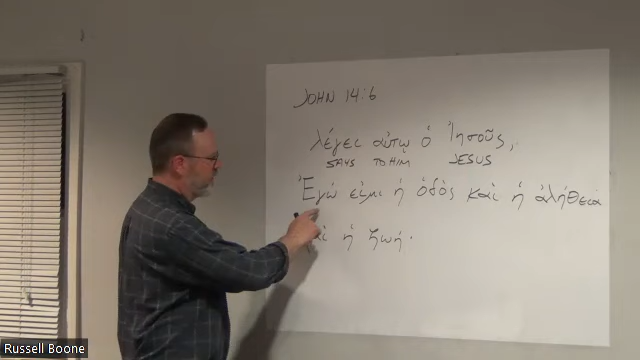 JOHN 14:6
λέγει αὐτῷ ὁ Ἰησοῦς,
SAYS TO HIM JESUS
Ἐγώ εἰμι ἡ ὁδὸς καὶ ἡ ἀλήθεια
ἡ ζωή.
Russell Boone